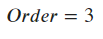 Order = 3